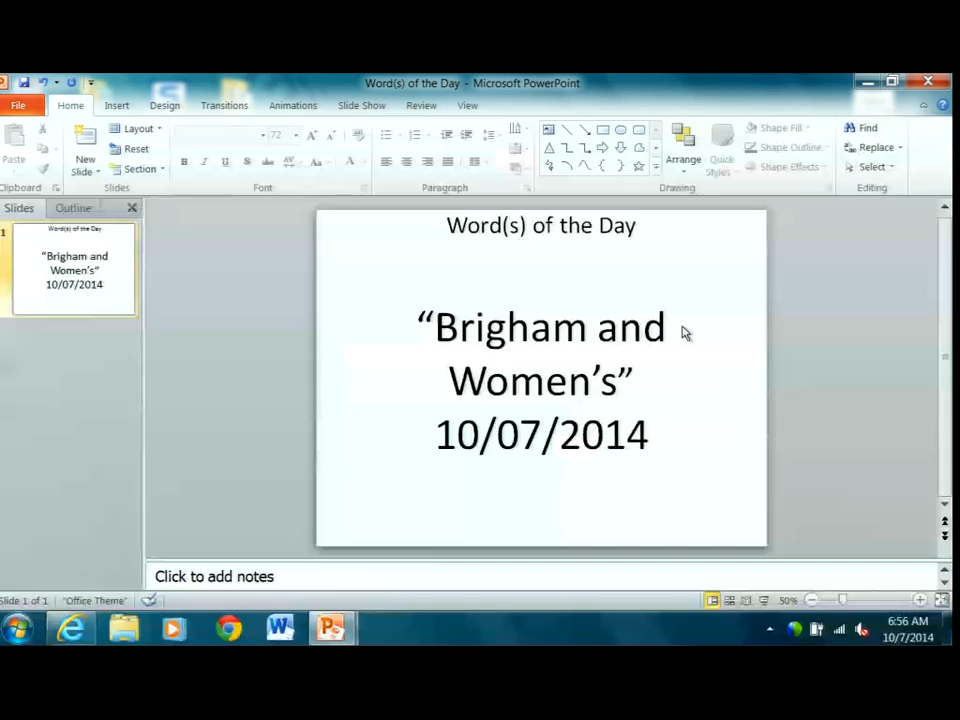 Word(s) of the Day - Microsoft PowerPoint
File Home Insert Design Transitions Animations Slide Show Review View
Paste
New
Slide
Layout
Reset
Section
72
Arrange
Quick
Styles
Shape Fill
Shape Outline
Shape Effects
Find
Replace
Select
Clipboard Slides Font Paragraph Drawing Editing
Slides Outline
1
Word(s) of the Day
“Brigham and
Women’s”
10/07/2014
Word(s) of the Day
“Brigham and
Women’s”
10/07/2014
Click to add notes
Slide 1 of 1 "Office Theme" 50%
6:56 AM
10/7/2014